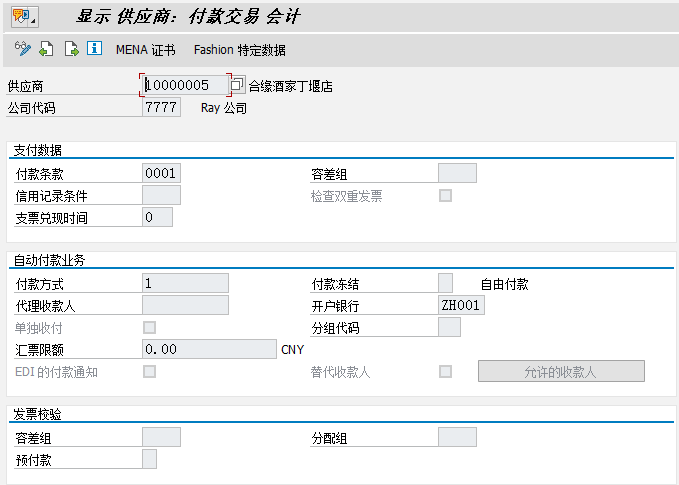 显示 供应商：付款交易 会计
MENA 证书 Fashion 特定数据
供应商 10000005 合缘酒家丁堰店
公司代码 7777 Ray 公司
支付数据
付款条款 0001 容差组
信用记录条件 检查双重发票
支票兑现时间 0
自动付款业务
付款方式 1 付款冻结 自由付款
代理收款人 开户银行 ZH001
单独收付 分组代码
汇票限额 0.00 CNY
EDI 的付款通知 替代收款人 允许的收款人
发票校验
容差组 分配组
预付款